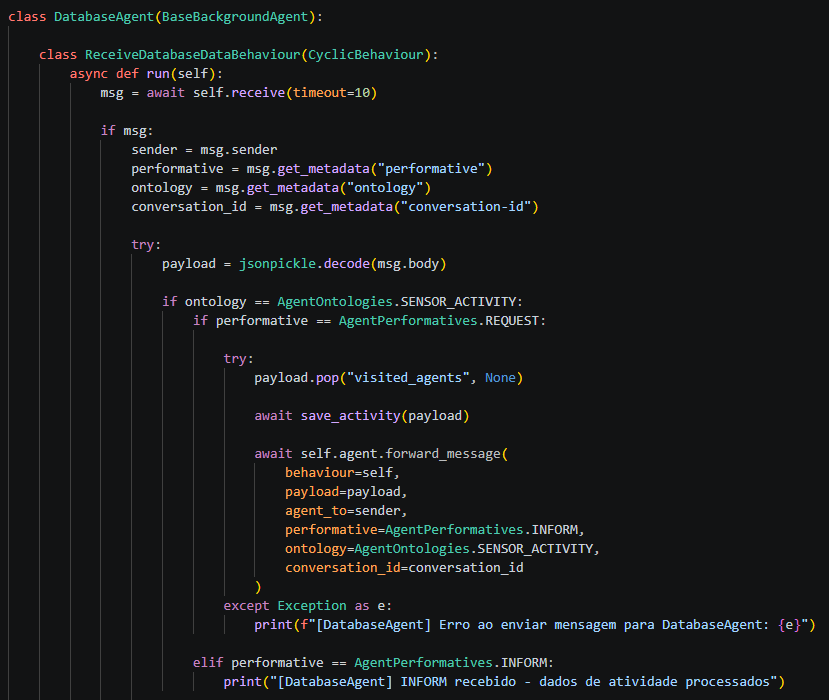 class DatabaseAgent(BaseBackgroundAgent):
class ReceiveDatabaseDataBehaviour(CyclicBehaviour):
async def run(self):
msg = await self.receive(timeout=10)
if msg:
sender = msg.sender
performative = msg.get_metadata("performative")
ontology = msg.get_metadata("ontology")
conversation_id = msg.get_metadata("conversation-id")
try:
payload = jsonpickle.decode(msg.body)
if ontology == AgentOntologies.SENSOR_ACTIVITY:
if performative == AgentPerformatives.REQUEST:
try:
payload.pop("visited_agents", None)
await save_activity(payload)
await self.agent.forward_message(
behaviour=self,
payload=payload,
agent_to=sender,
performative=AgentPerformatives.INFORM,
ontology=AgentOntologies.SENSOR_ACTIVITY,
conversation_id=conversation_id
)
except Exception as e:
print(f"[DatabaseAgent] Erro ao enviar mensagem para DatabaseAgent: {e}")
elif performative == AgentPerformatives.INFORM:
print("[DatabaseAgent] INFORM recebido - dados de atividade processados")